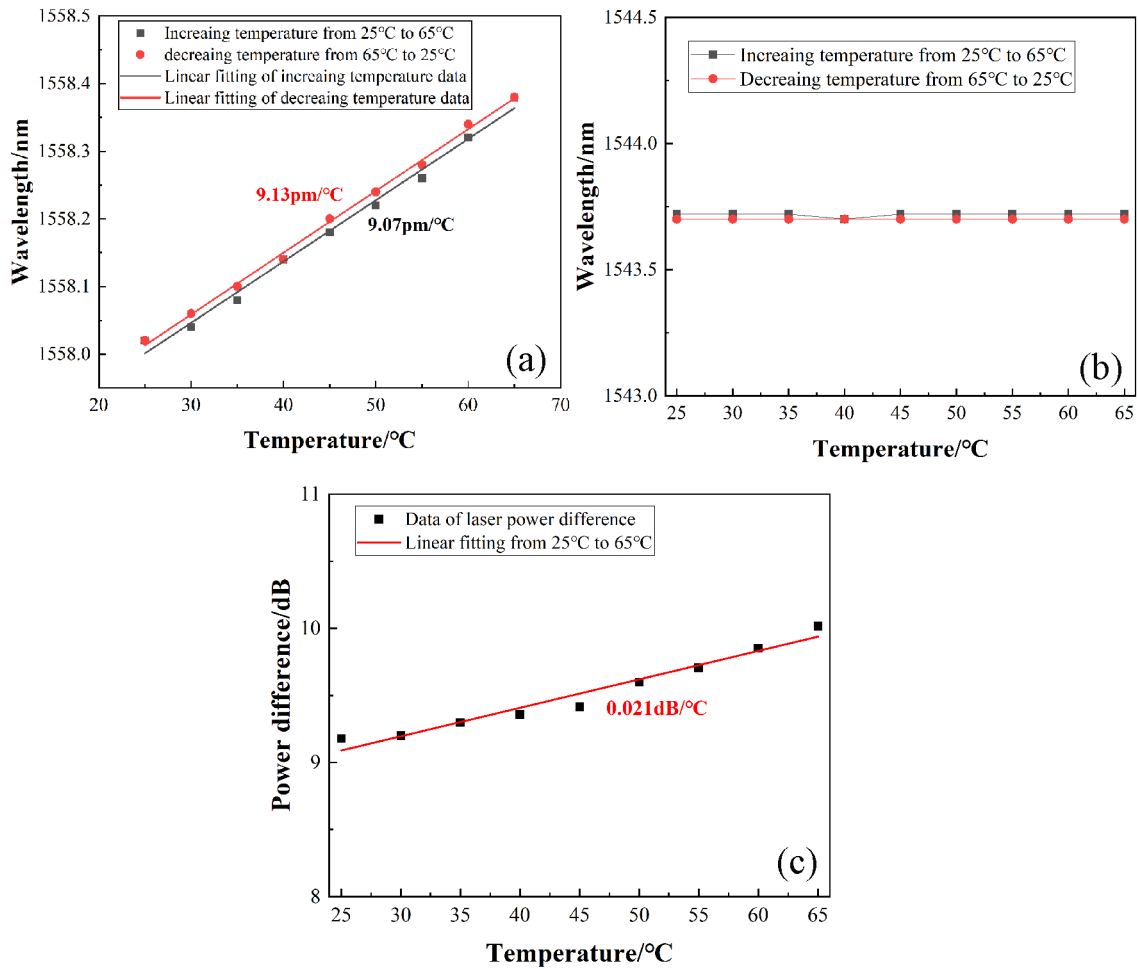 1558.5
1558.4
1558.3
1558.2
1558.1
1558.0
Wavelength/nm
Increaing temperature from 25℃ to 65℃
decreaing temperature from 65℃ to 25℃
Linear fitting of increaing temperature data
Linear fitting of decreaing temperature data
9.13pm/℃
9.07pm/℃
(a)
20 30 40 50 60 70
Temperature/℃
1544.5
1544.0
1543.5
1543.0
Wavelength/nm
Increaing temperature from 25℃ to 65℃
Decreaing temperature from 65℃ to 25℃
(b)
25 30 35 40 45 50 55 60 65
Temperature/℃
11
10
9
8
Power difference/dB
Data of laser power difference
Linear fitting from 25℃ to 65℃
0.021dB/℃
(c)
25 30 35 40 45 50 55 60 65
Temperature/℃